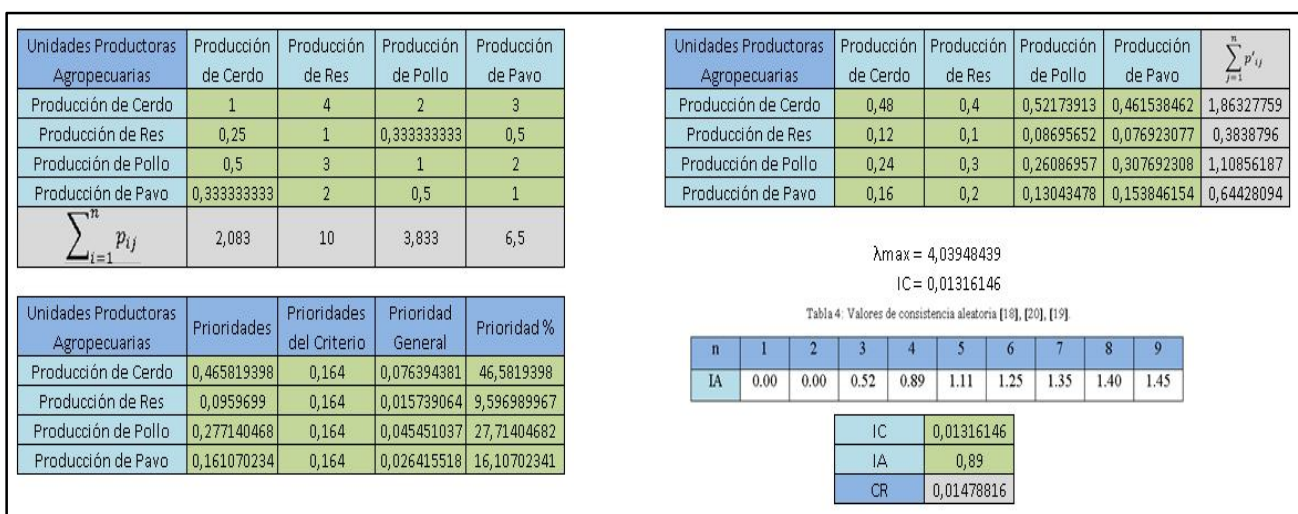 Unidades Productoras Agropecuarias Producción de Cerdo Producción de Res Producción de Pollo Producción de Pavo
Producción de Cerdo 1 4 2 3
Producción de Res 0,25 1 0,333333333 0,5
Producción de Pollo 0,5 3 1 2
Producción de Pavo 0,333333333 2 0,5 1
∑ n i=1 pij 2,083 10 3,833 6,5
Unidades Productoras Agropecuarias Prioridades Prioridades del Criterio Prioridad General Prioridad %
Producción de Cerdo 0,465819398 0,164 0,076394381 46,5819398
Producción de Res 0,0959699 0,164 0,015739064 9,596989967
Producción de Pollo 0,277140468 0,164 0,045451037 27,71404682
Producción de Pavo 0,161070234 0,164 0,026415518 16,10702341
Unidades Productoras Agropecuarias Producción de Cerdo Producción de Res Producción de Pollo Producción de Pavo ∑ n j=1 p'ij
Producción de Cerdo 0,48 0,4 0,52173913 0,461538462 1,86327759
Producción de Res 0,12 0,1 0,08695652 0,076923077 0,3838796
Producción de Pollo 0,24 0,3 0,26086957 0,307692308 1,10856187
Producción de Pavo 0,16 0,2 0,13043478 0,153846154 0,64428094
λmax = 4,03948439
IC = 0,01316146
Tabla 4: Valores de consistencia aleatoria [18], [20], [19].
n 1 2 3 4 5 6 7 8 9
IA 0.00 0.00 0.52 0.89 1.11 1.25 1.35 1.40 1.45
IC 0,01316146
IA 0,89
CR 0,01478816